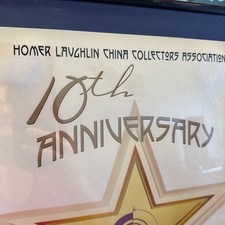 HOMER LAUGHLIN CHINA COLLECTORS ASSOCIATION
10th
ANNIVERSARY